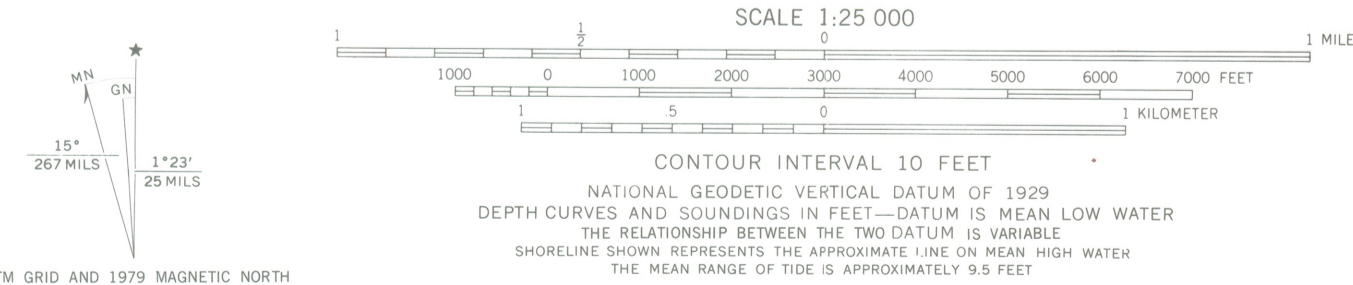 SCALE 1:25 000
1 ½ 0 1 MILE
1000 0 1000 2000 3000 4000 5000 6000 7000 FEET
1 .5 0 1 KILOMETER
CONTOUR INTERVAL 10 FEET
NATIONAL GEODETIC VERTICAL DATUM OF 1929
DEPTH CURVES AND SOUNDINGS IN FEET—DATUM IS MEAN LOW WATER
THE RELATIONSHIP BETWEEN THE TWO DATUM IS VARIABLE
SHORELINE SHOWN REPRESENTS THE APPROXIMATE LINE ON MEAN HIGH WATER
THE MEAN RANGE OF TIDE IS APPROXIMATELY 9.5 FEET
★
MN
GN
15°
267 MILS
1°23′
25 MILS
TM GRID AND 1979 MAGNETIC NORTH